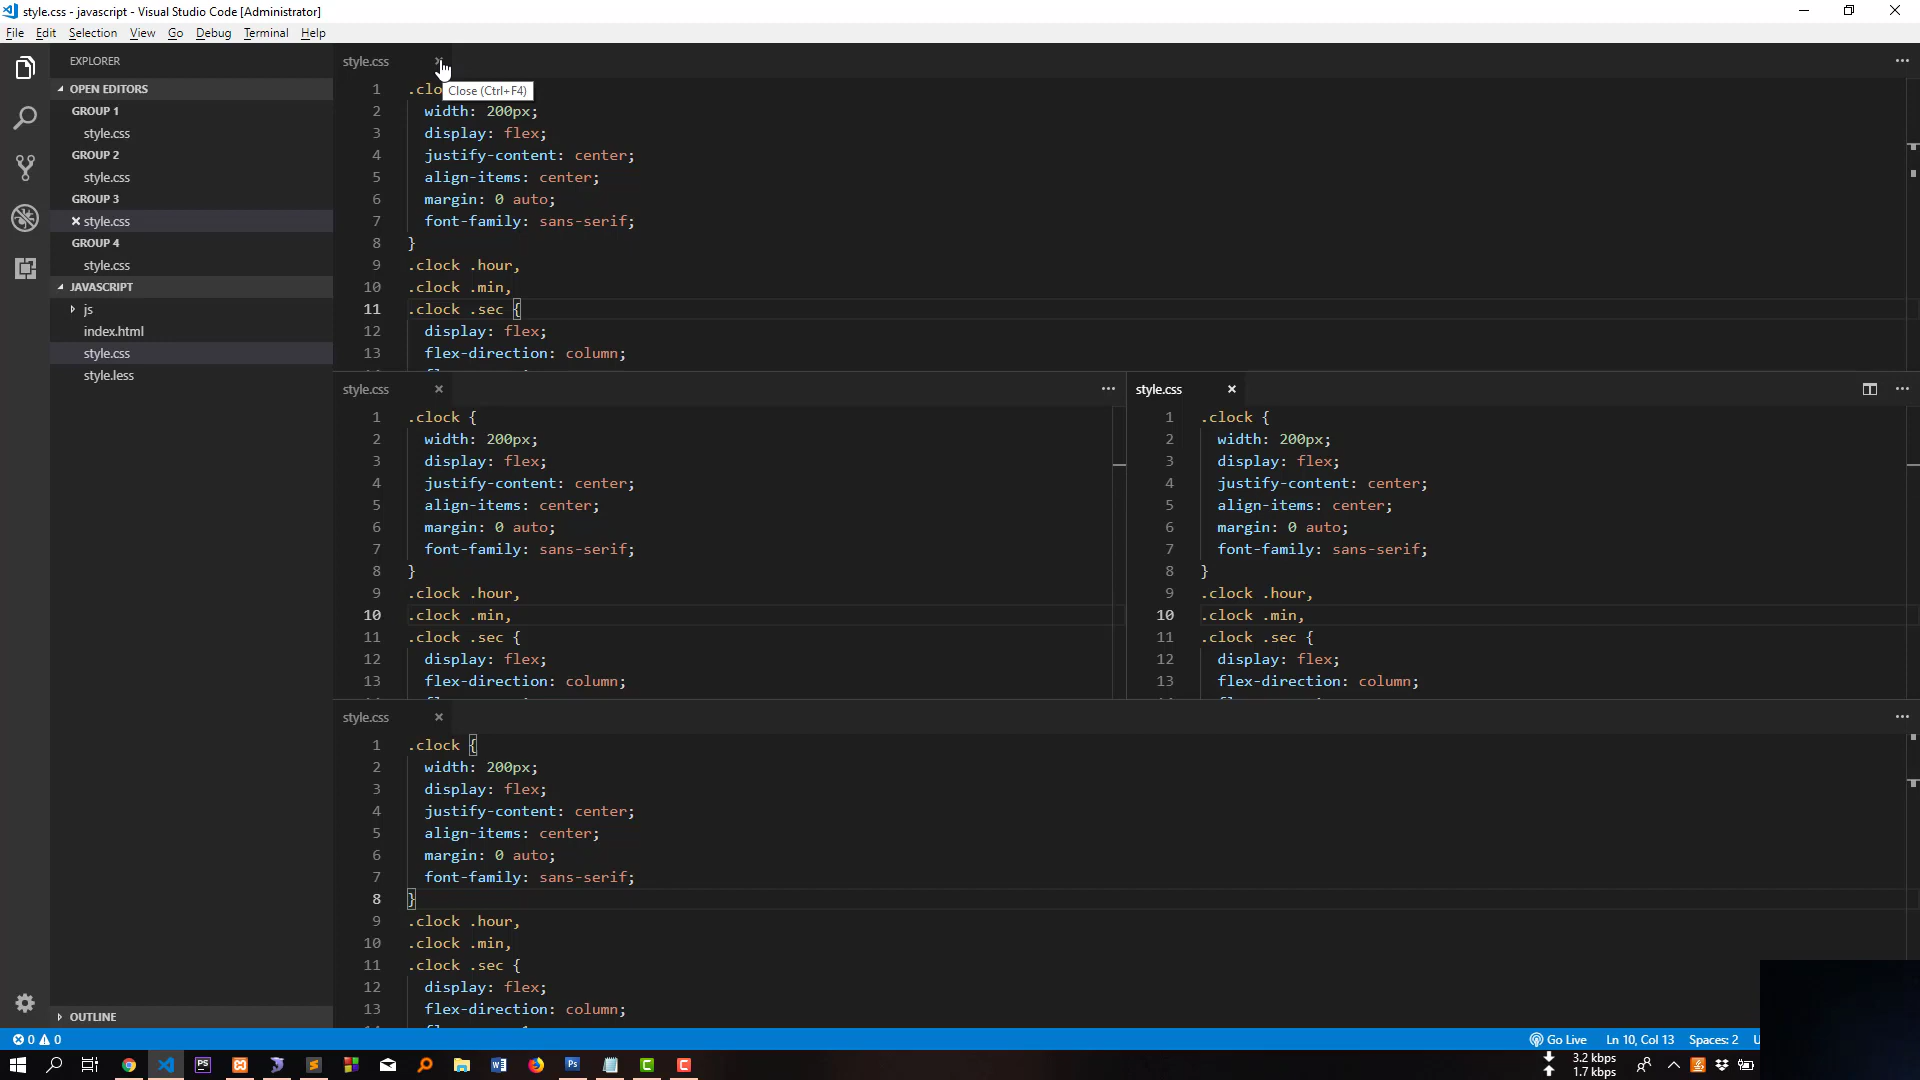 style.css - javascript - Visual Studio Code [Administrator]
File Edit Selection View Go Debug Terminal Help
EXPLORER
OPEN EDITORS
GROUP 1
style.css
GROUP 2
style.css
GROUP 3
style.css
GROUP 4
style.css
JAVASCRIPT
js
index.html
style.css
style.less
OUTLINE
style.css
Close (Ctrl+F4)
1 .clo
2 width: 200px;
3 display: flex;
4 justify-content: center;
5 align-items: center;
6 margin: 0 auto;
7 font-family: sans-serif;
8 }
9 .clock .hour,
10 .clock .min,
11 .clock .sec {
12 display: flex;
13 flex-direction: column;
style.css
1 .clock {
2 width: 200px;
3 display: flex;
4 justify-content: center;
5 align-items: center;
6 margin: 0 auto;
7 font-family: sans-serif;
8 }
9 .clock .hour,
10 .clock .min,
11 .clock .sec {
12 display: flex;
13 flex-direction: column;
style.css
1 .clock {
2 width: 200px;
3 display: flex;
4 justify-content: center;
5 align-items: center;
6 margin: 0 auto;
7 font-family: sans-serif;
8 }
9 .clock .hour,
10 .clock .min,
11 .clock .sec {
12 display: flex;
13 flex-direction: column;
style.css
1 .clock {
2 width: 200px;
3 display: flex;
4 justify-content: center;
5 align-items: center;
6 margin: 0 auto;
7 font-family: sans-serif;
8 }
9 .clock .hour,
10 .clock .min,
11 .clock .sec {
12 display: flex;
13 flex-direction: column;
0 0 Go Live Ln 10, Col 13 Spaces: 2
3.2 kbps
1.7 kbps